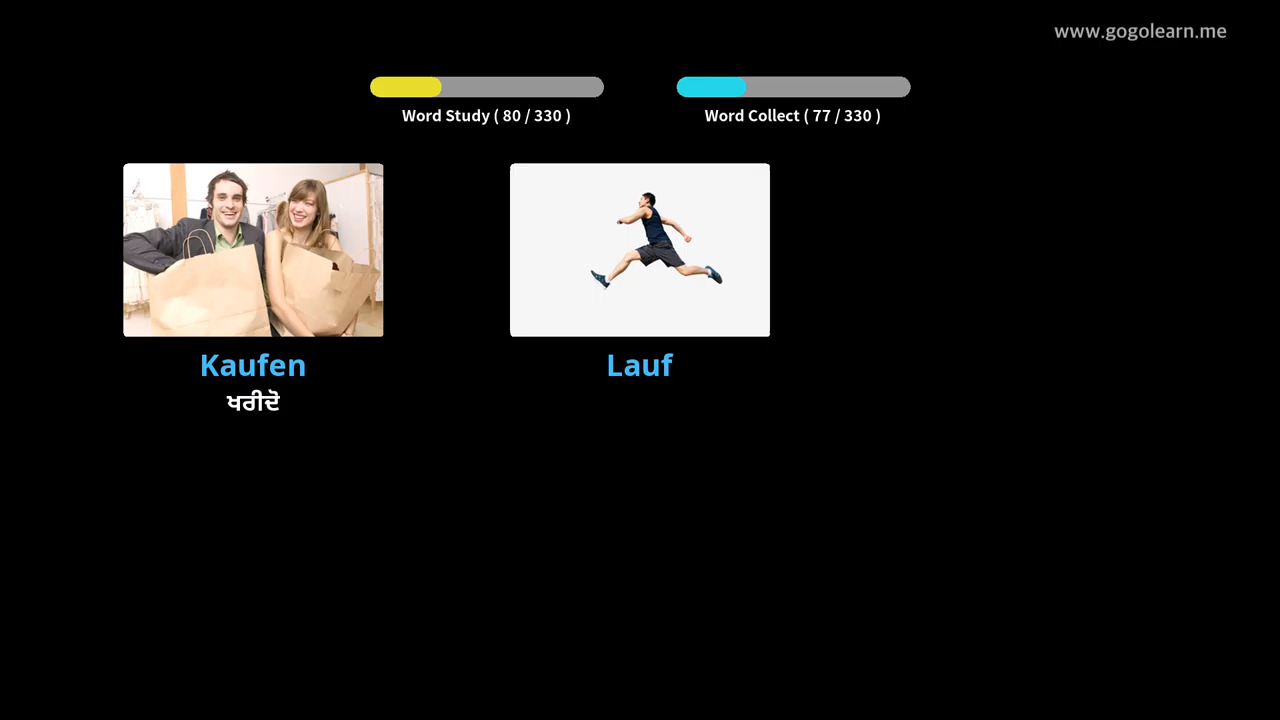 www.gogolearn.me
Word Study ( 80 / 330 )
Word Collect ( 77 / 330 )
Kaufen
Lauf
ਖਰੀਦੋ